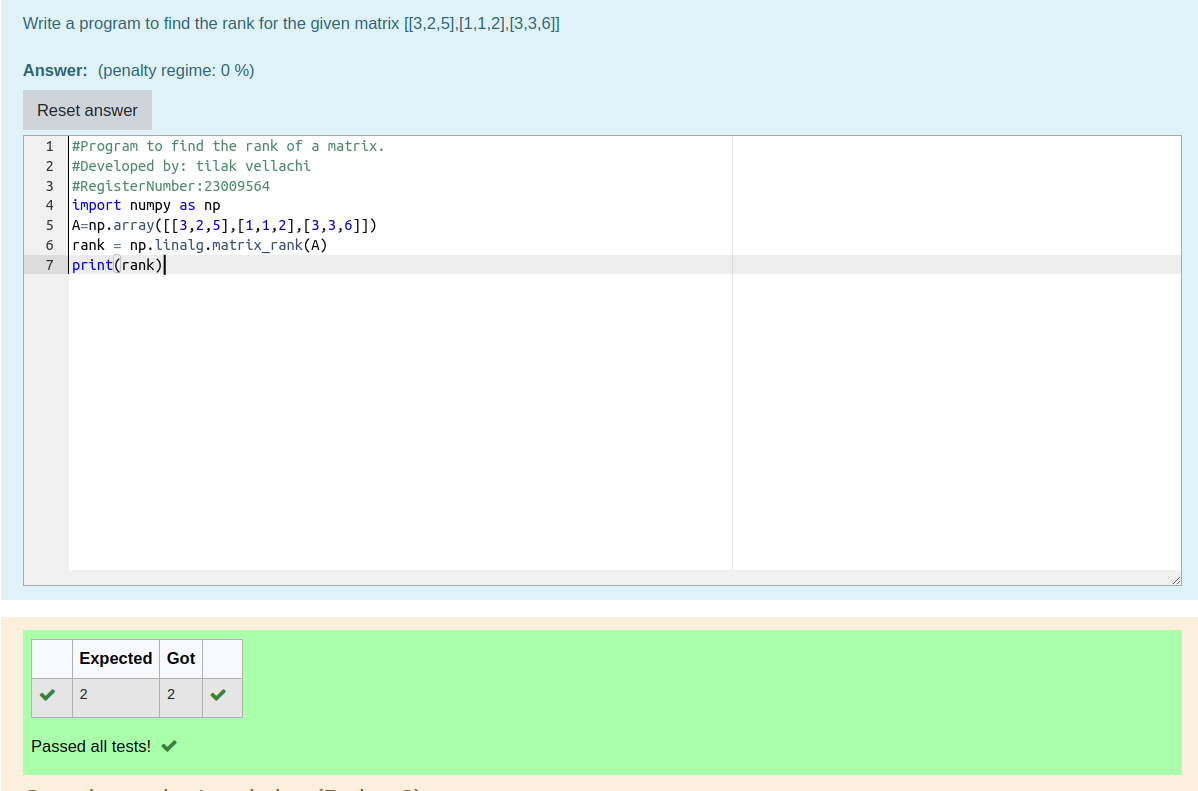 Write a program to find the rank for the given matrix [[3,2,5],[1,1,2],[3,3,6]]
Answer: (penalty regime: 0 %)
Reset answer
1 #Program to find the rank of a matrix.
2 #Developed by: tilak vellachi
3 #RegisterNumber:23009564
4 import numpy as np
5 A=np.array([[3,2,5],[1,1,2],[3,3,6]])
6 rank = np.linalg.matrix_rank(A)
7 print(rank)
Expected Got
2 2
Passed all tests!